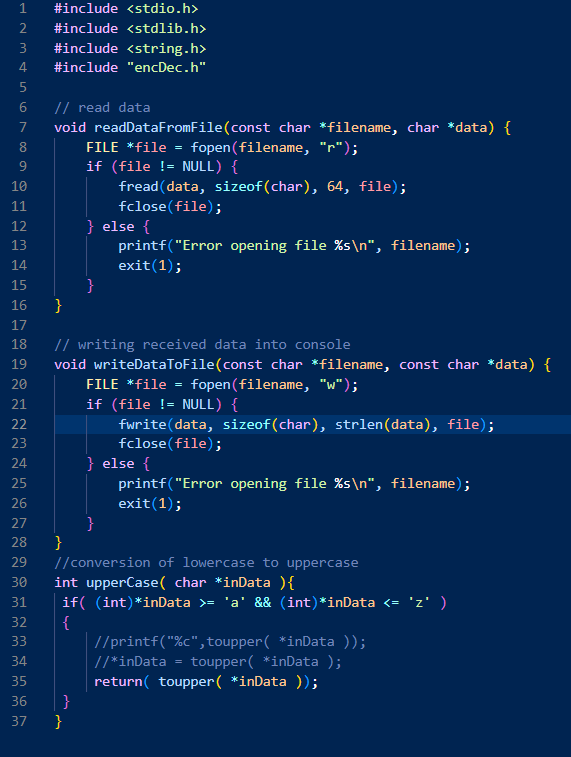 1 #include <stdio.h>
2 #include <stdlib.h>
3 #include <string.h>
4 #include "encDec.h"
5
6 // read data
7 void readDataFromFile(const char *filename, char *data) {
8     FILE *file = fopen(filename, "r");
9     if (file != NULL) {
10         fread(data, sizeof(char), 64, file);
11         fclose(file);
12     } else {
13         printf("Error opening file %s\n", filename);
14         exit(1);
15     }
16 }
17
18 // writing received data into console
19 void writeDataToFile(const char *filename, const char *data) {
20     FILE *file = fopen(filename, "w");
21     if (file != NULL) {
22         fwrite(data, sizeof(char), strlen(data), file);
23         fclose(file);
24     } else {
25         printf("Error opening file %s\n", filename);
26         exit(1);
27     }
28 }
29 //conversion of lowercase to uppercase
30 int upperCase( char *inData ){
31  if( (int)*inData >= 'a' && (int)*inData <= 'z' )
32  {
33      //printf("%c",toupper( *inData ));
34      //*inData = toupper( *inData );
35      return( toupper( *inData ));
36  }
37 }